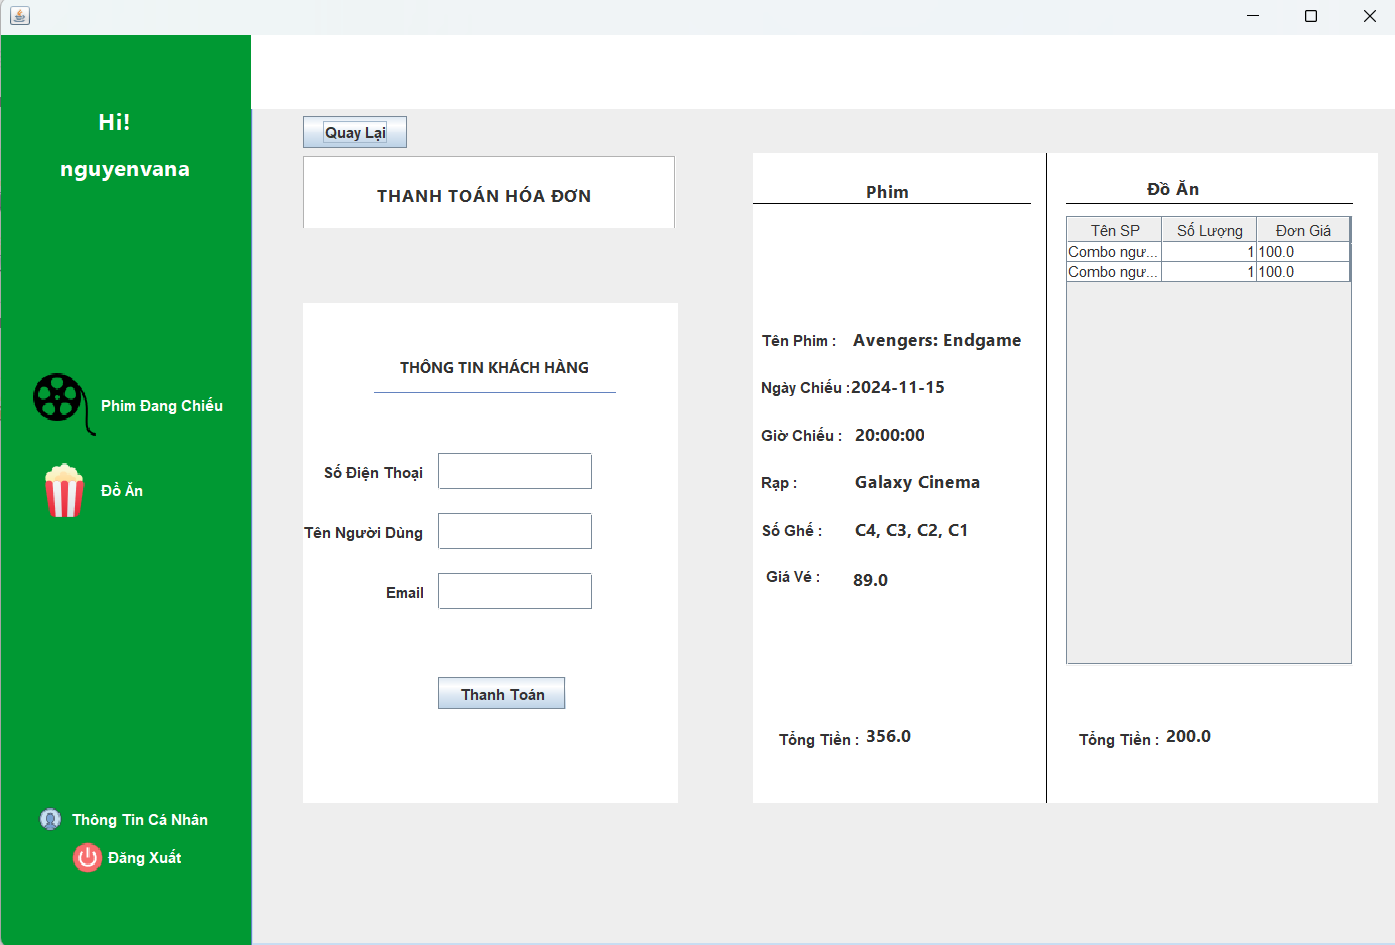 Hi!
nguyenvana
Phim Đang Chiếu
Đồ Ăn
Thông Tin Cá Nhân
Đăng Xuất
Quay Lại
THANH TOÁN HÓA ĐƠN
THÔNG TIN KHÁCH HÀNG
Số Điện Thoại
Tên Người Dùng
Email
Thanh Toán
Phim
Tên Phim : Avengers: Endgame
Ngày Chiếu :2024-11-15
Giờ Chiếu : 20:00:00
Rạp : Galaxy Cinema
Số Ghế : C4, C3, C2, C1
Giá Vé : 89.0
Tổng Tiền : 356.0
Đồ Ăn
Tên SP Số Lượng Đơn Giá
Combo ngư... 1 100.0
Combo ngư... 1 100.0
Tổng Tiền : 200.0